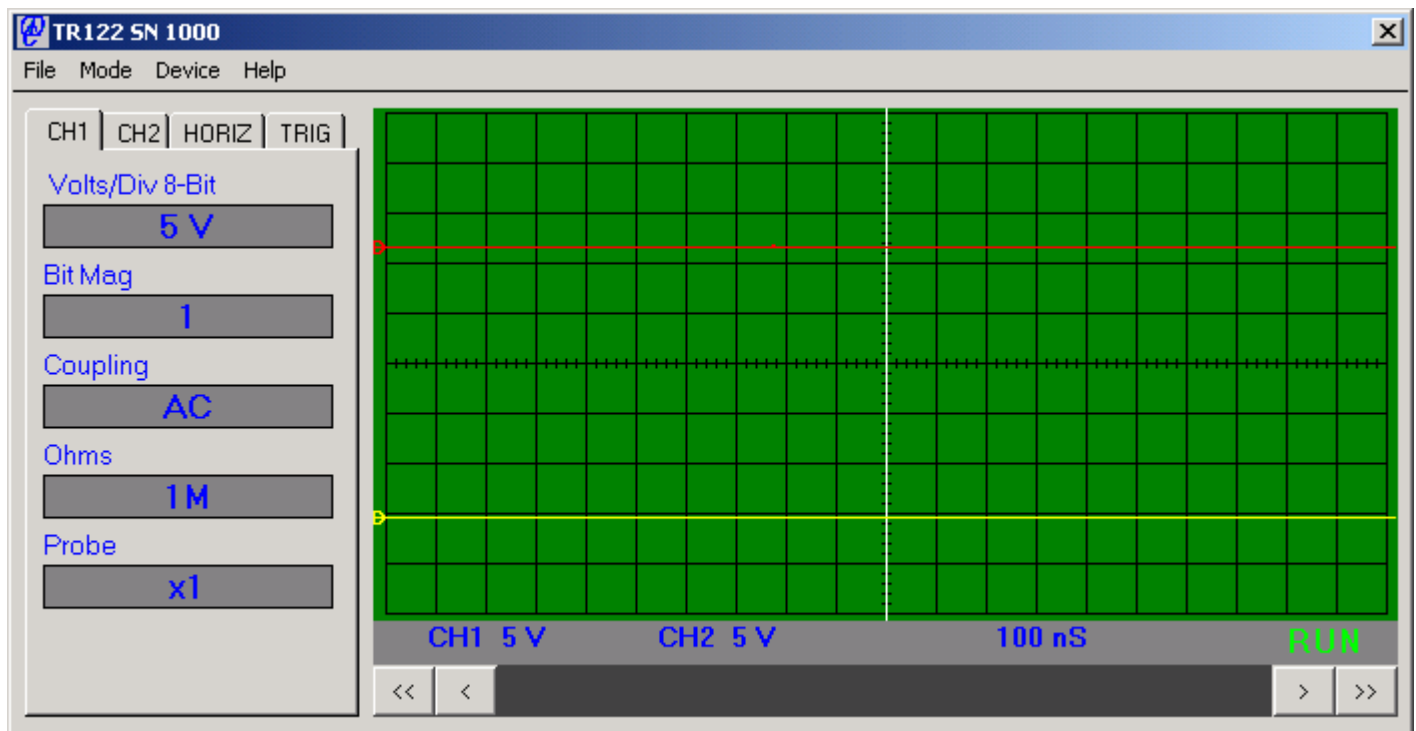 TR122 SN 1000
File Mode Device Help
CH1 CH2 HORIZ TRIG
Volts/Div 8-Bit
5 V
Bit Mag
1
Coupling
AC
Ohms
1 M
Probe
x1
CH1 5 V CH2 5 V 100 nS RUN
<< < > >>